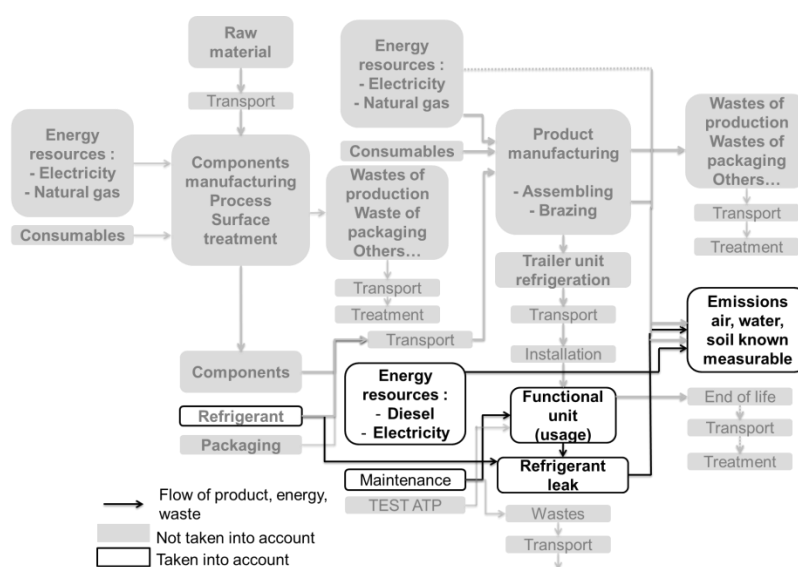 Raw
material
Transport
Energy
resources :
- Electricity
- Natural gas
Consumables
Components
manufacturing
Process
Surface
treatment
Wastes of
production
Waste of
packaging
Others…
Transport
Treatment
Energy
resources :
- Electricity
- Natural gas
Consumables
Product
manufacturing
- Assembling
- Brazing
Wastes of
production
Wastes of
packaging
Others…
Transport
Treatment
Trailer unit
refrigeration
Transport
Installation
Transport
Components
Refrigerant
Packaging
Energy
resources :
- Diesel
- Electricity
Functional
unit
(usage)
Emissions
air, water,
soil known
measurable
End of life
Transport
Treatment
Maintenance
TEST ATP
Refrigerant
leak
Wastes
Transport
Flow of product, energy,
waste
Not taken into account
Taken into account